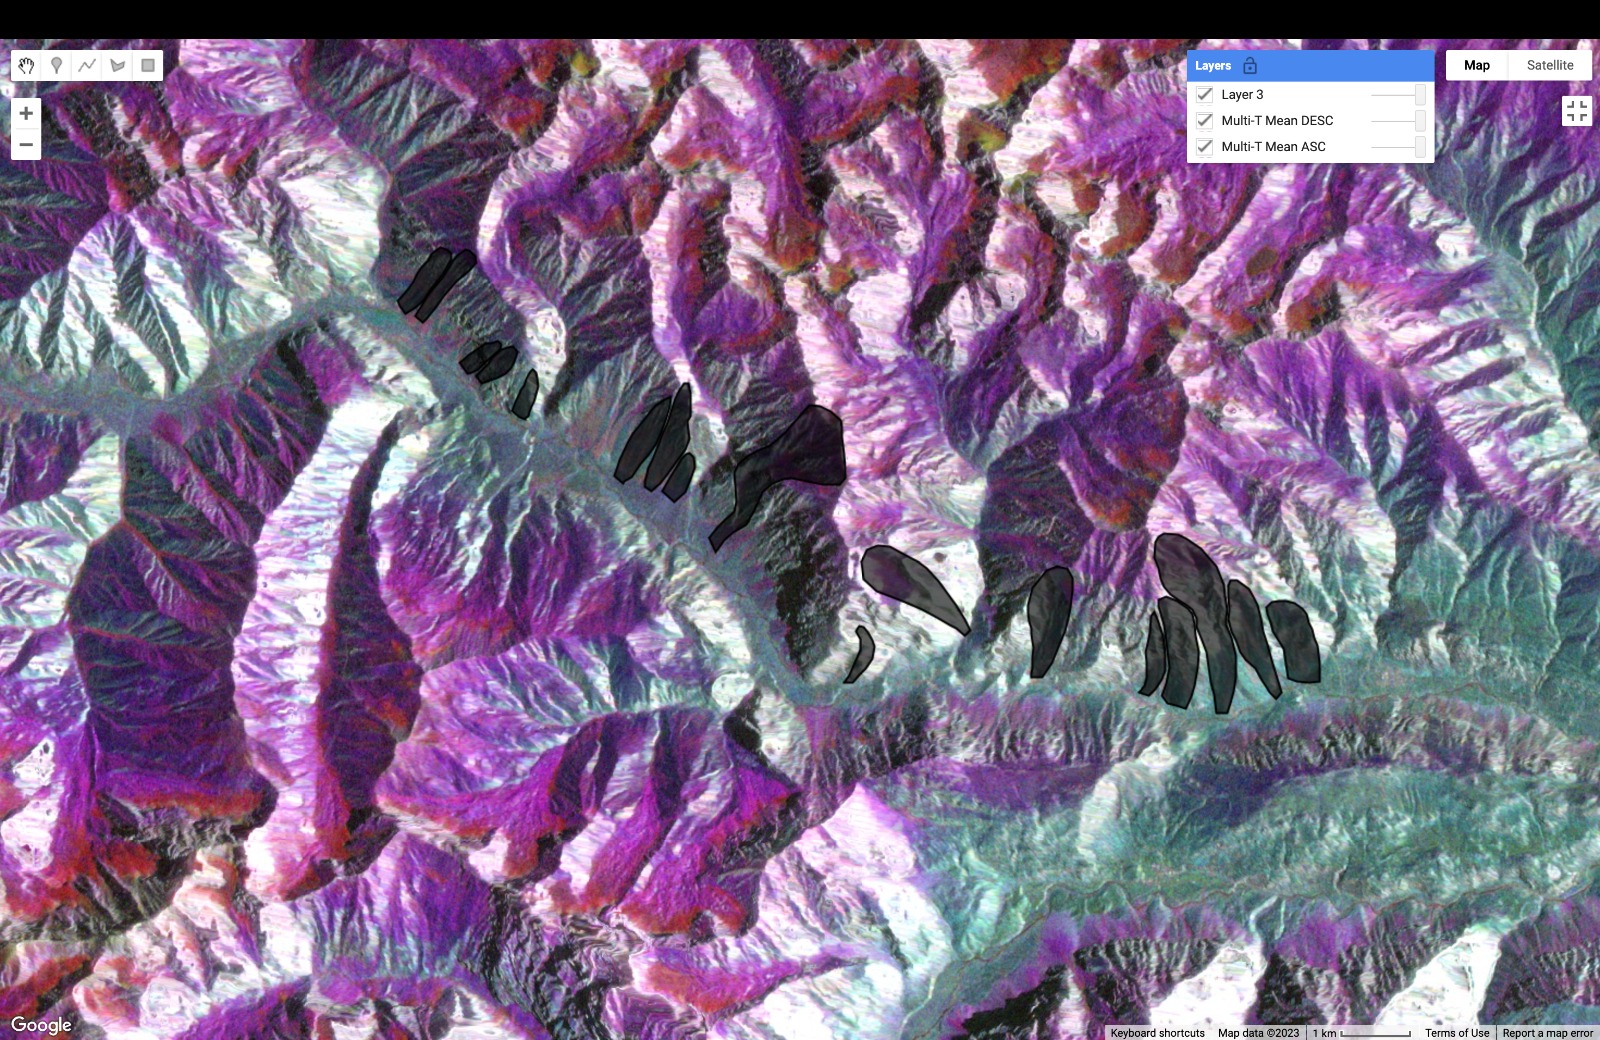 Layers
Layer 3
Multi-T Mean DESC
Multi-T Mean ASC
Map
Satellite
+
−
Google
Keyboard shortcuts
Map data ©2023
1 km
Terms of Use
Report a map error